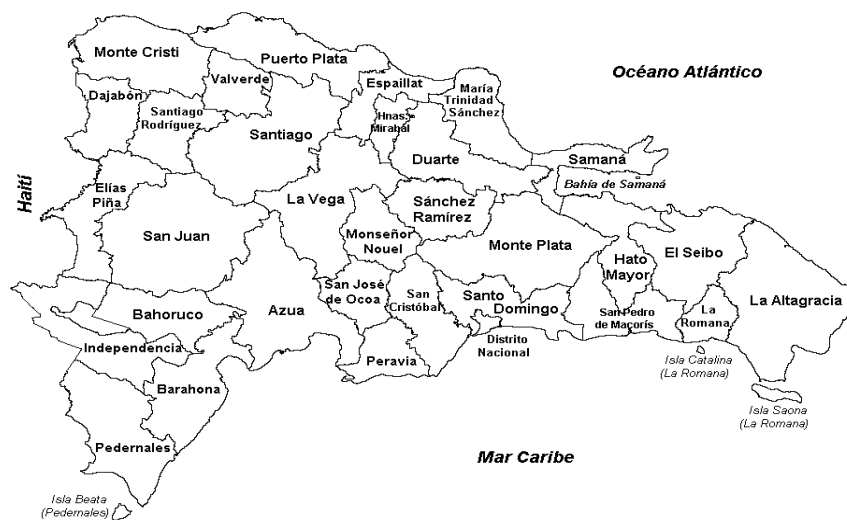 Monte Cristi
Puerto Plata
Océano Atlántico
Valverde
Espaillat
María
Trinidad
Sánchez
Dajabón
Santiago
Rodríguez
Hnas.
Mirabal
Santiago
Duarte
Samaná
Bahía de Samaná
Haití
Elías
Piña
La Vega
Sánchez
Ramírez
San Juan
Monseñor
Nouel
Monte Plata
Hato
Mayor
El Seibo
San José
de Ocoa
San
Cristóbal
Santo
Domingo
La Altagracia
Bahoruco
Azua
San Pedro
de Macorís
La
Romana
Independencia
Peravia
Distrito
Nacional
Isla Catalina
(La Romana)
Barahona
Isla Saona
(La Romana)
Pedernales
Mar Caribe
Isla Beata
(Pedernales)